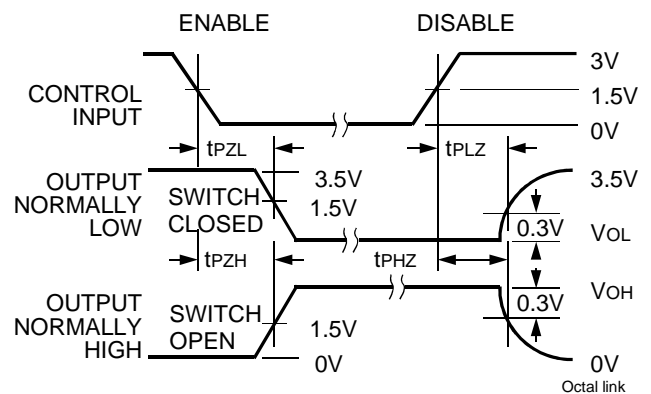 ENABLE DISABLE
3V
CONTROL
INPUT
1.5V
0V
tPZL tPLZ
OUTPUT
NORMALLY
LOW
SWITCH
CLOSED
3.5V
1.5V
3.5V
0.3V
VOL
tPZH tPHZ
OUTPUT
NORMALLY
HIGH
SWITCH
OPEN
1.5V
0V
0.3V
VOH
0V
Octal link